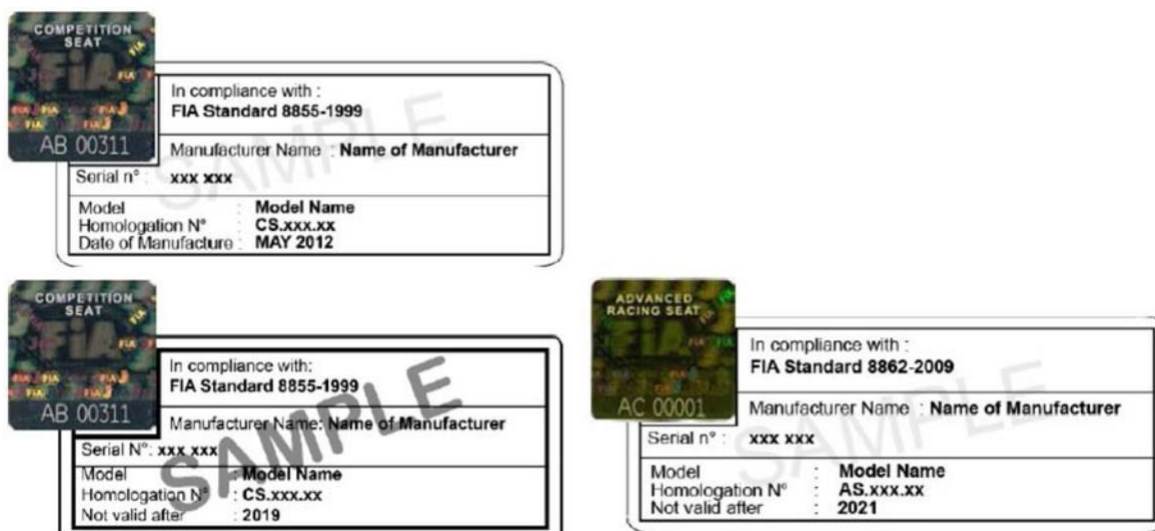 COMPETITION
SEAT
FIA
AB 00311
In compliance with :
FIA Standard 8855-1999
Manufacturer Name : Name of Manufacturer
Serial n° : xxx xxx
Model : Model Name
Homologation N° : CS.xxx.xx
Date of Manufacture : MAY 2012
SAMPLE
COMPETITION
SEAT
FIA
AB 00311
In compliance with:
FIA Standard 8855-1999
Manufacturer Name: Name of Manufacturer
Serial N°: xxx xxx
Model : Model Name
Homologation N° : CS.xxx.xx
Not valid after : 2019
SAMPLE
ADVANCED
RACING SEAT
FIA
AC 00001
In compliance with :
FIA Standard 8862-2009
Manufacturer Name : Name of Manufacturer
Serial n° : xxx xxx
Model : Model Name
Homologation N° : AS.xxx.xx
Not valid after : 2021
SAMPLE